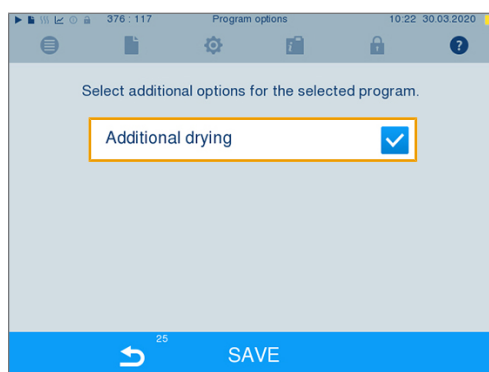 376 : 117 Program options 10:22 30.03.2020
i ?
Select additional options for the selected program.
Additional drying
25
SAVE